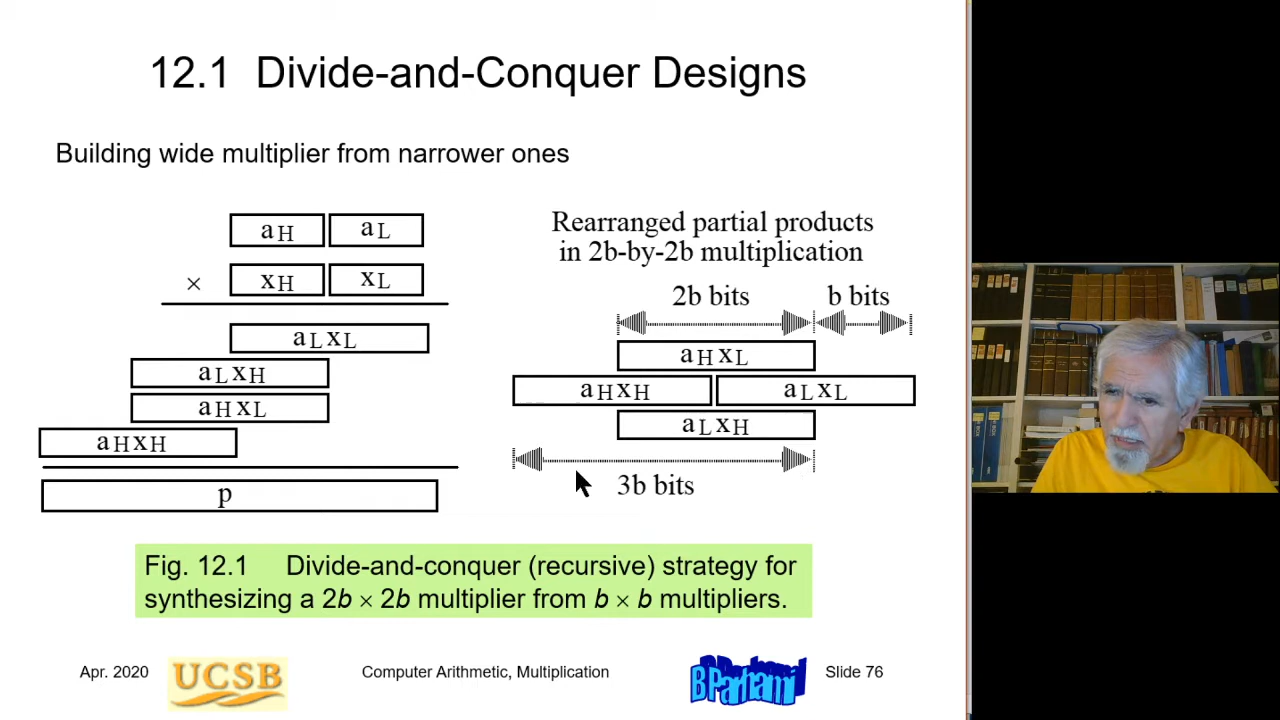 12.1 Divide-and-Conquer Designs
Building wide multiplier from narrower ones
aH aL
× xH xL
aLxL
aLxH
aHxL
aHxH
p
Rearranged partial products
in 2b-by-2b multiplication
2b bits b bits
aHxL
aHxH aLxL
aLxH
3b bits
Fig. 12.1 Divide-and-conquer (recursive) strategy for
synthesizing a 2b × 2b multiplier from b × b multipliers.
Apr. 2020 UCSB Computer Arithmetic, Multiplication B Parhami Slide 76